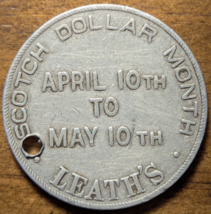 SCOTCH DOLLAR MONTH.
APRIL 10TH
TO
MAY 10TH
LEATH'S